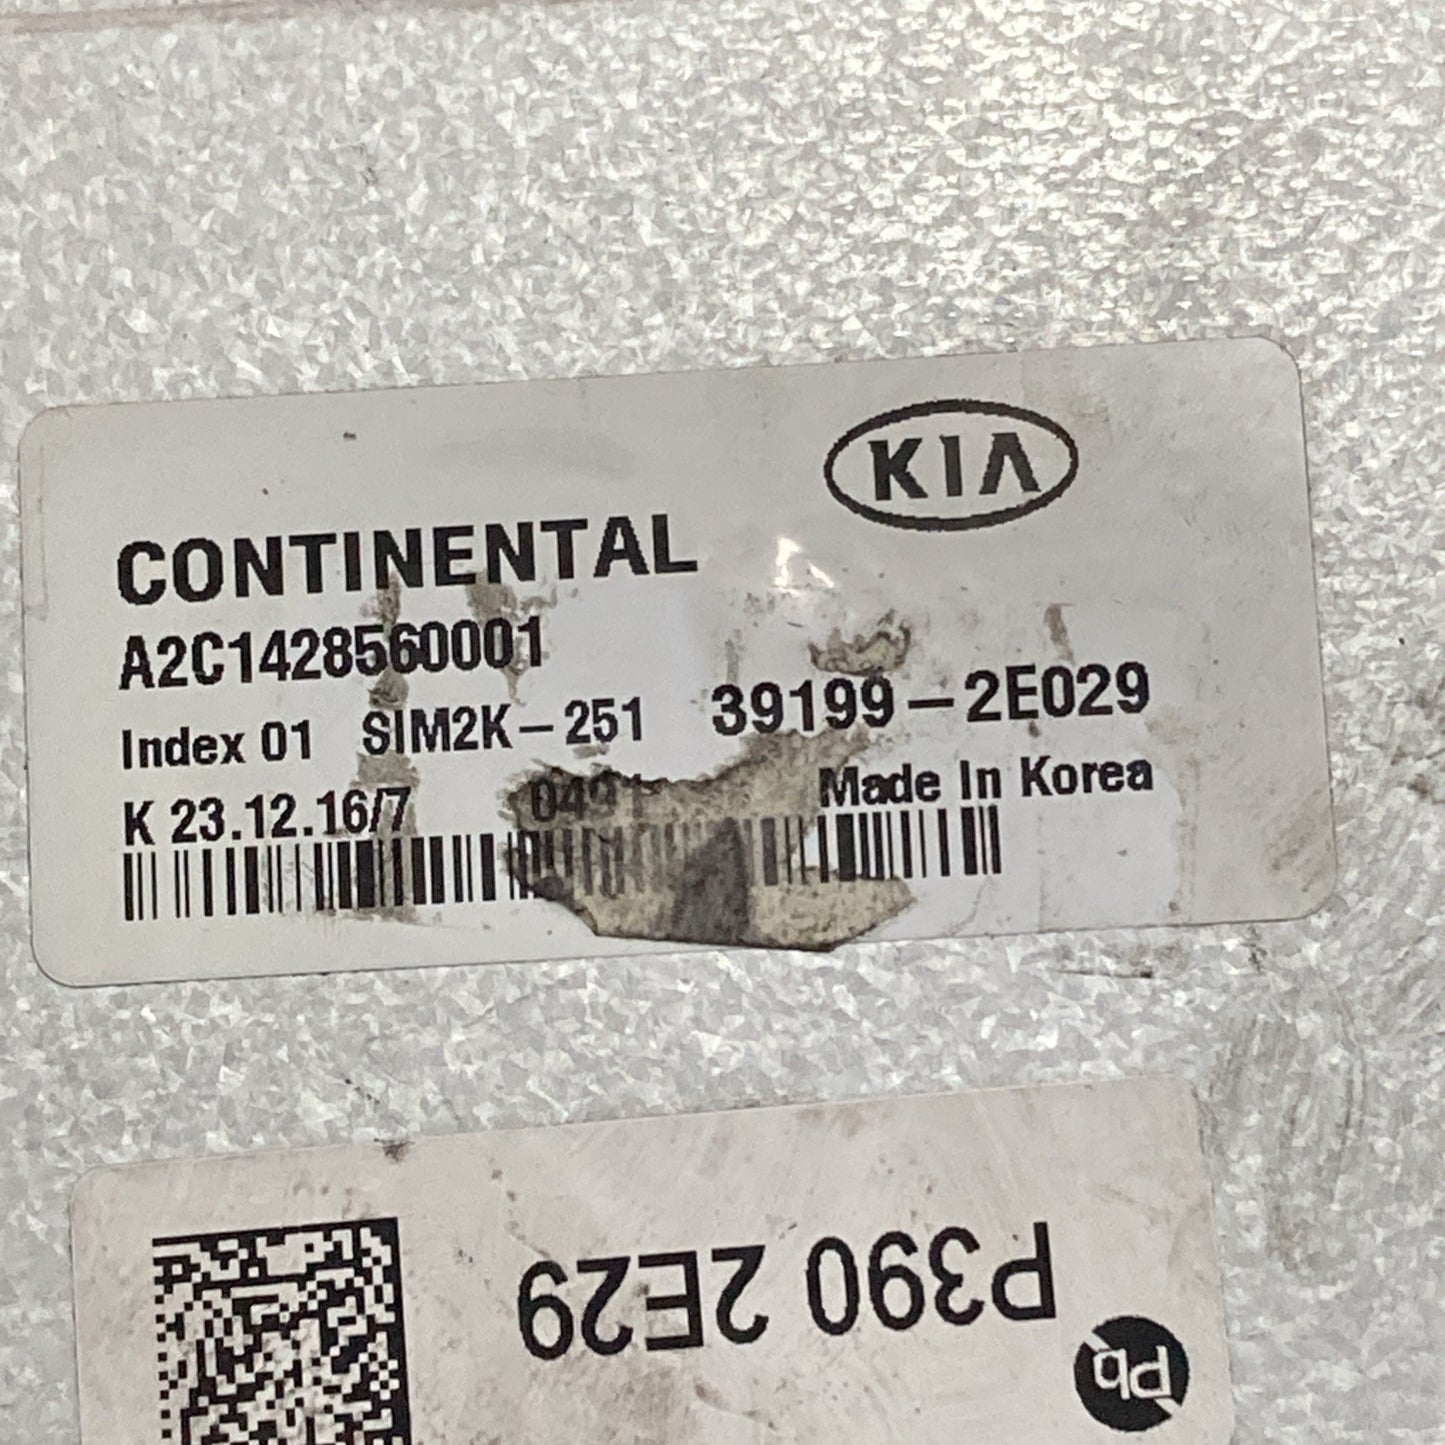 KIA
CONTINENTAL
A2C1428560001
Index 01 SIM2K-251 39199-2E029
K 23.12.16/7 Made In Korea
P390 2E29
Pb